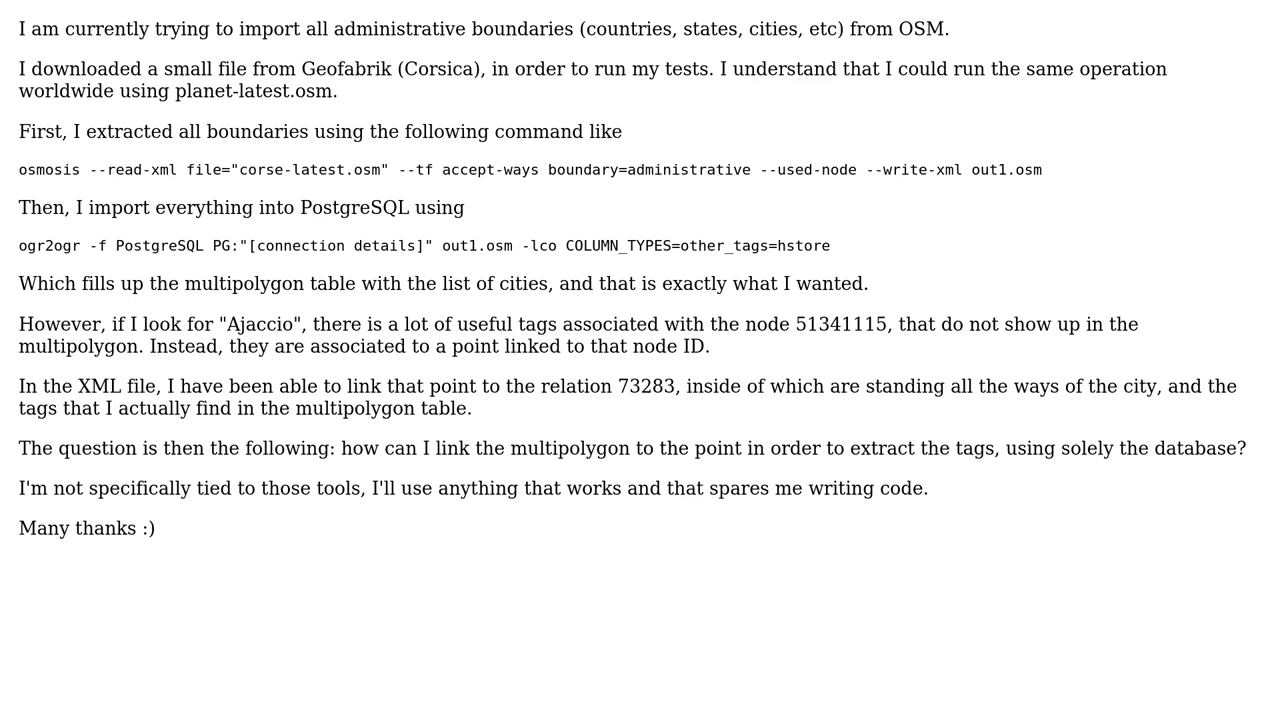 I am currently trying to import all administrative boundaries (countries, states, cities, etc) from OSM.
I downloaded a small file from Geofabrik (Corsica), in order to run my tests. I understand that I could run the same operation
worldwide using planet-latest.osm.
First, I extracted all boundaries using the following command like
osmosis --read-xml file="corse-latest.osm" --tf accept-ways boundary=administrative --used-node --write-xml out1.osm
Then, I import everything into PostgreSQL using
ogr2ogr -f PostgreSQL PG:"[connection details]" out1.osm -lco COLUMN_TYPES=other_tags=hstore
Which fills up the multipolygon table with the list of cities, and that is exactly what I wanted.
However, if I look for "Ajaccio", there is a lot of useful tags associated with the node 51341115, that do not show up in the
multipolygon. Instead, they are associated to a point linked to that node ID.
In the XML file, I have been able to link that point to the relation 73283, inside of which are standing all the ways of the city, and the
tags that I actually find in the multipolygon table.
The question is then the following: how can I link the multipolygon to the point in order to extract the tags, using solely the database?
I'm not specifically tied to those tools, I'll use anything that works and that spares me writing code.
Many thanks :)